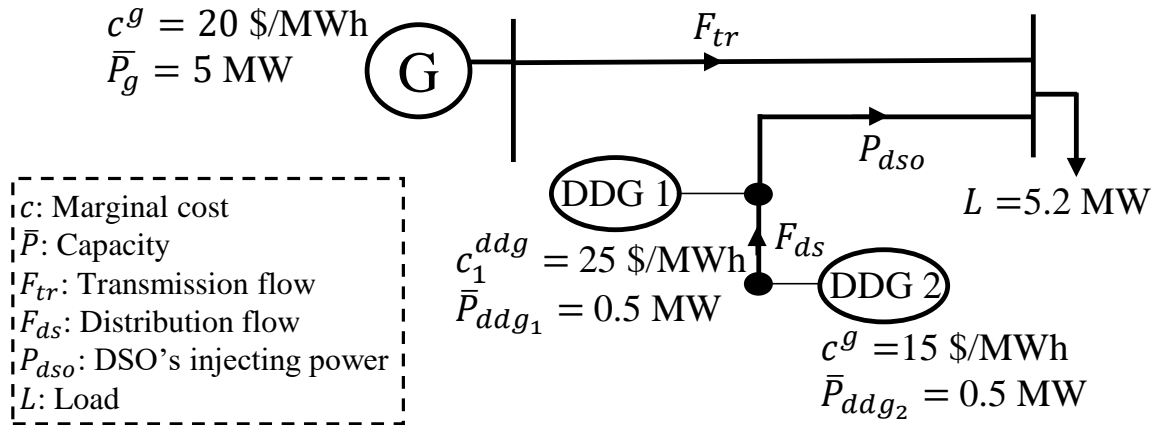 c^g = 20 $/MWh
P̅_g = 5 MW
G
F_tr
P_dso
DDG 1
L =5.2 MW
F_ds
c_1^ddg = 25 $/MWh
P̅_ddg_1 = 0.5 MW
DDG 2
c^g =15 $/MWh
P̅_ddg_2 = 0.5 MW
c: Marginal cost
P̅: Capacity
F_tr: Transmission flow
F_ds: Distribution flow
P_dso: DSO’s injecting power
L: Load